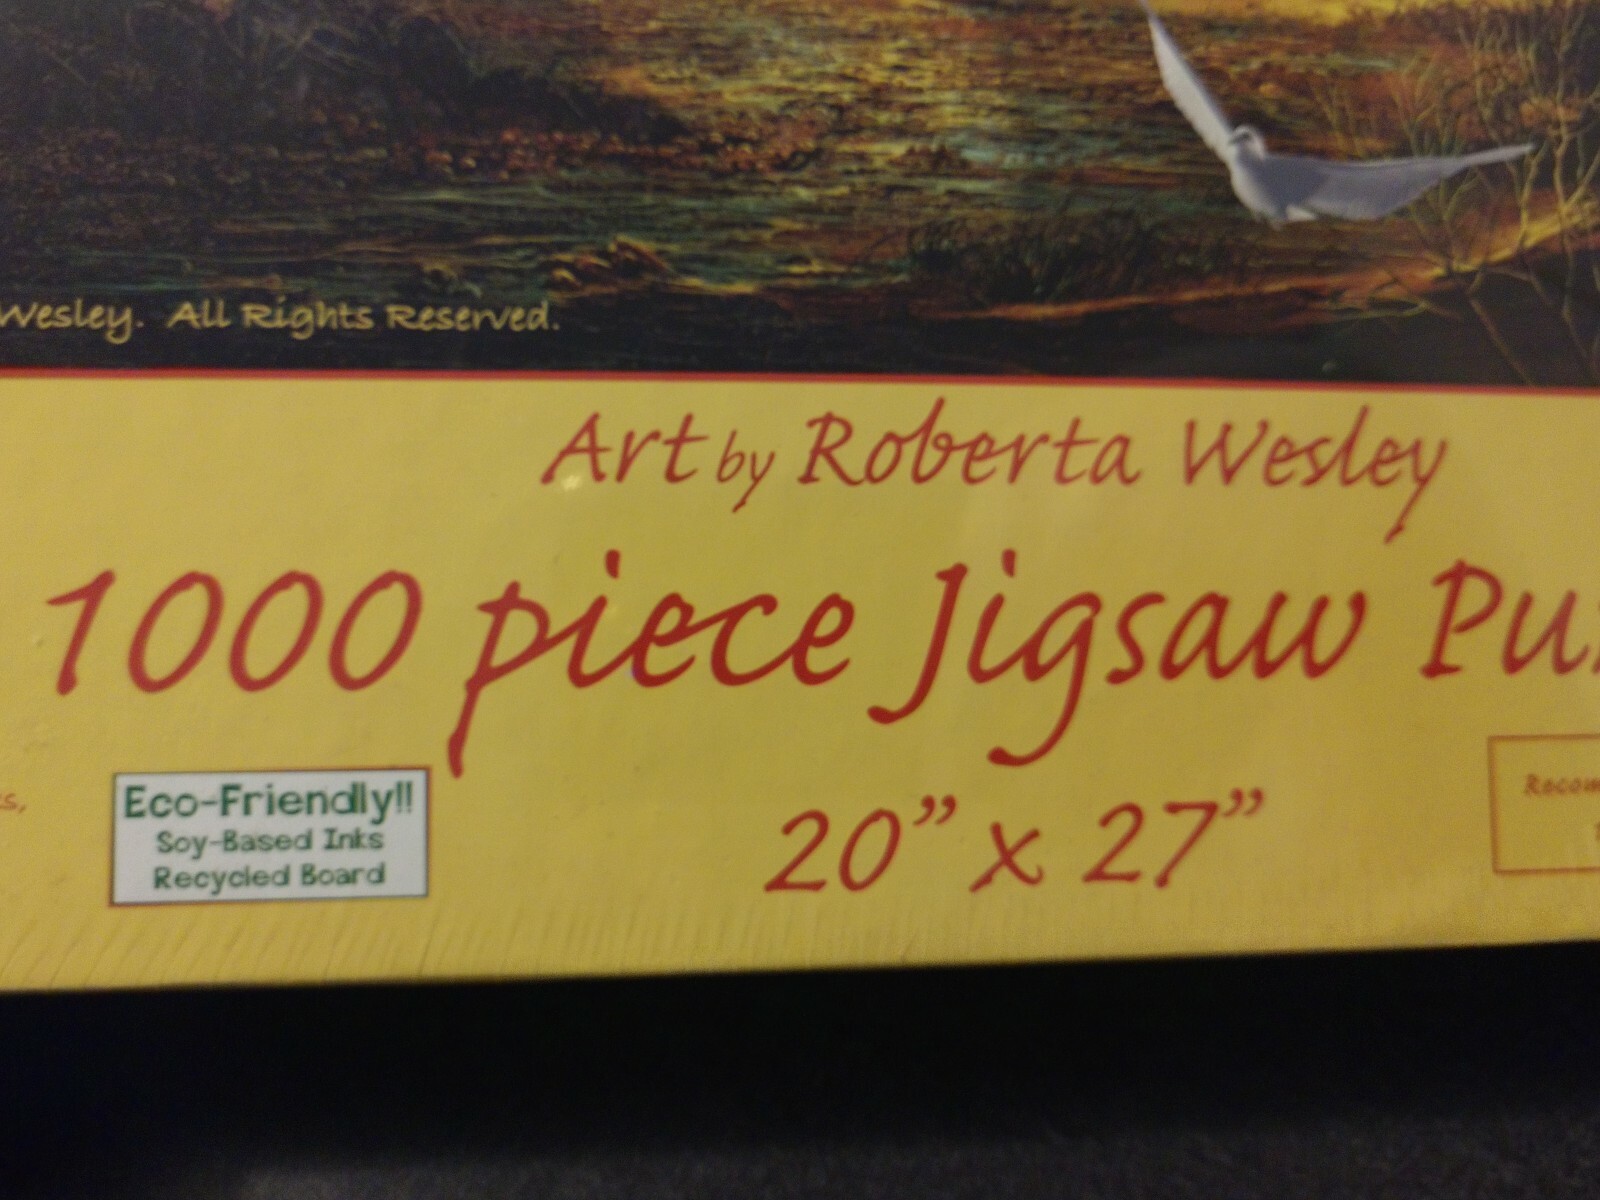 Wesley. All Rights Reserved.
Art by Roberta Wesley
1000 piece Jigsaw
20” x 27”
Eco-Friendly!!
Soy-Based Inks
Recycled Board